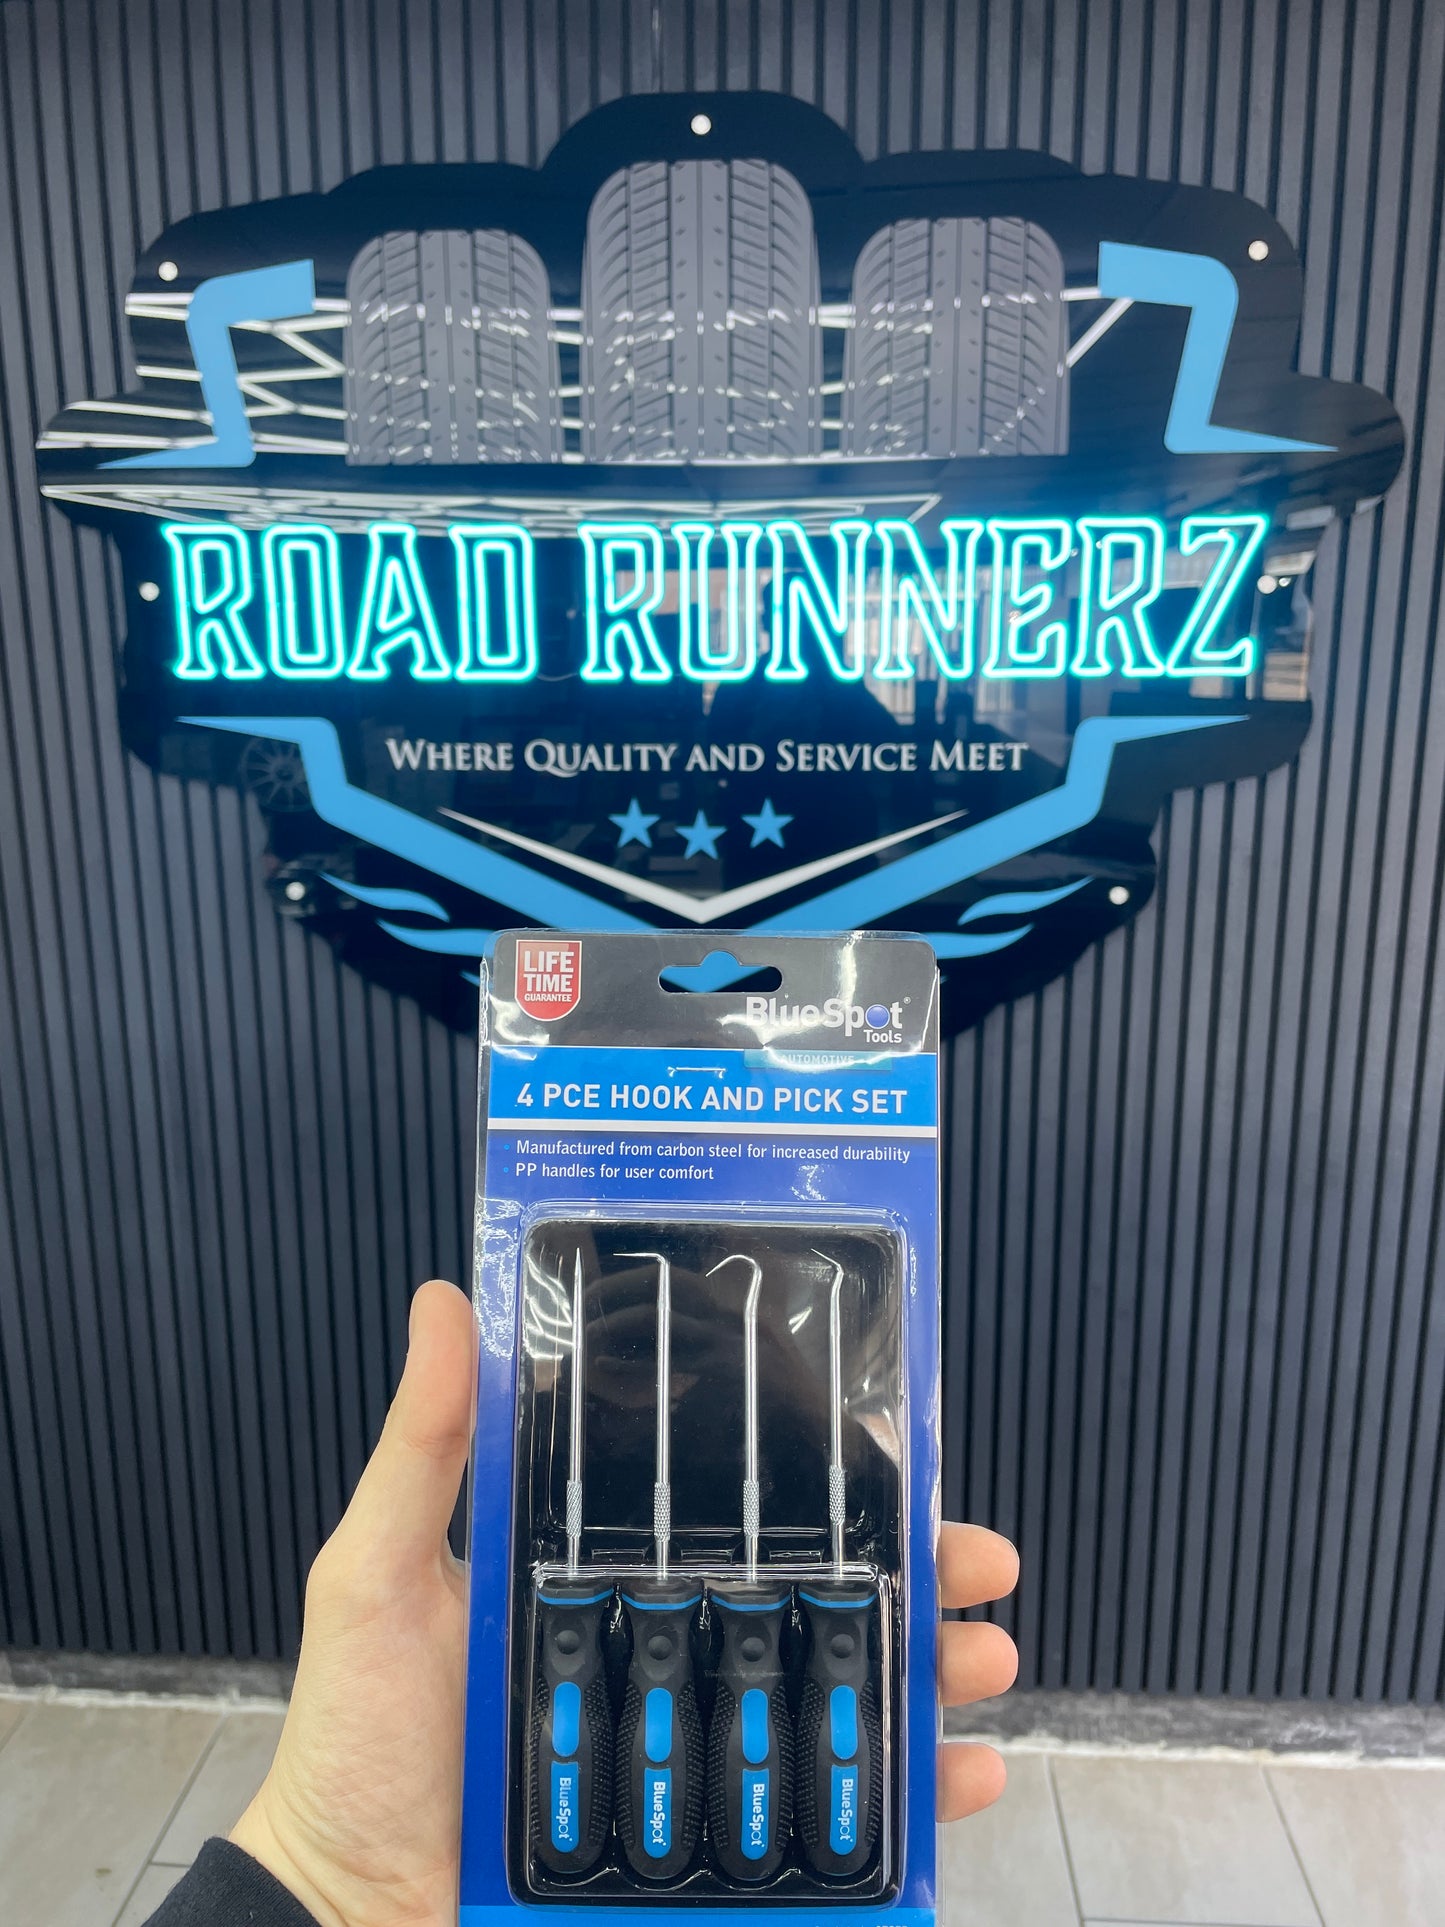 ROAD RUNNERZ
WHERE QUALITY AND SERVICE MEET
LIFE
TIME
GUARANTEE
BlueSpot®
Tools
AUTOMOTIVE
4 PCE HOOK AND PICK SET
Manufactured from carbon steel for increased durability
PP handles for user comfort
BlueSpot
BlueSpot
BlueSpot
BlueSpot